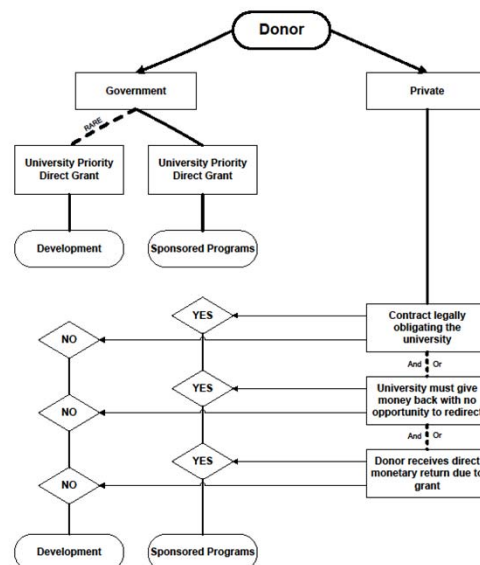 Donor
Government
Private
RARE
University Priority
Direct Grant
University Priority
Direct Grant
Development
Sponsored Programs
YES
Contract legally
obligating the
university
NO
And Or
YES
University must give
money back with no
opportunity to redirect
NO
And Or
YES
Donor receives direct
monetary return due to
grant
NO
Development
Sponsored Programs